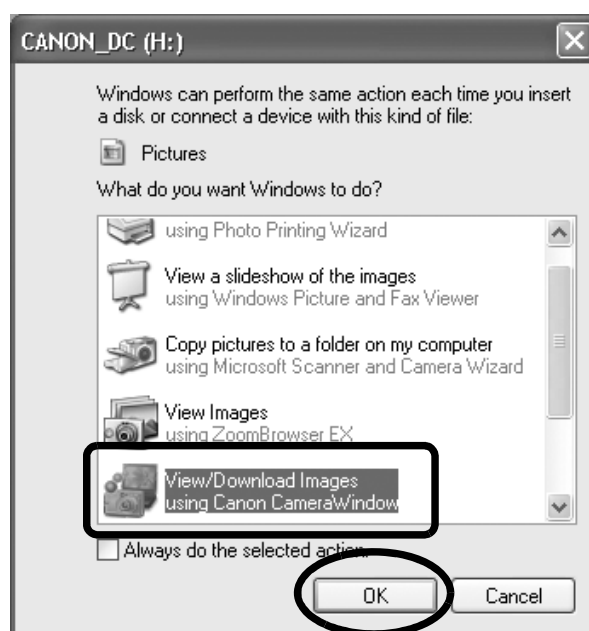 CANON_DC (H:)
Windows can perform the same action each time you insert
a disk or connect a device with this kind of file:
Pictures
What do you want Windows to do?
using Photo Printing Wizard
View a slideshow of the images
using Windows Picture and Fax Viewer
Copy pictures to a folder on my computer
using Microsoft Scanner and Camera Wizard
View Images
using ZoomBrowser EX
View/Download Images
using Canon CameraWindow
Always do the selected action.
OK
Cancel